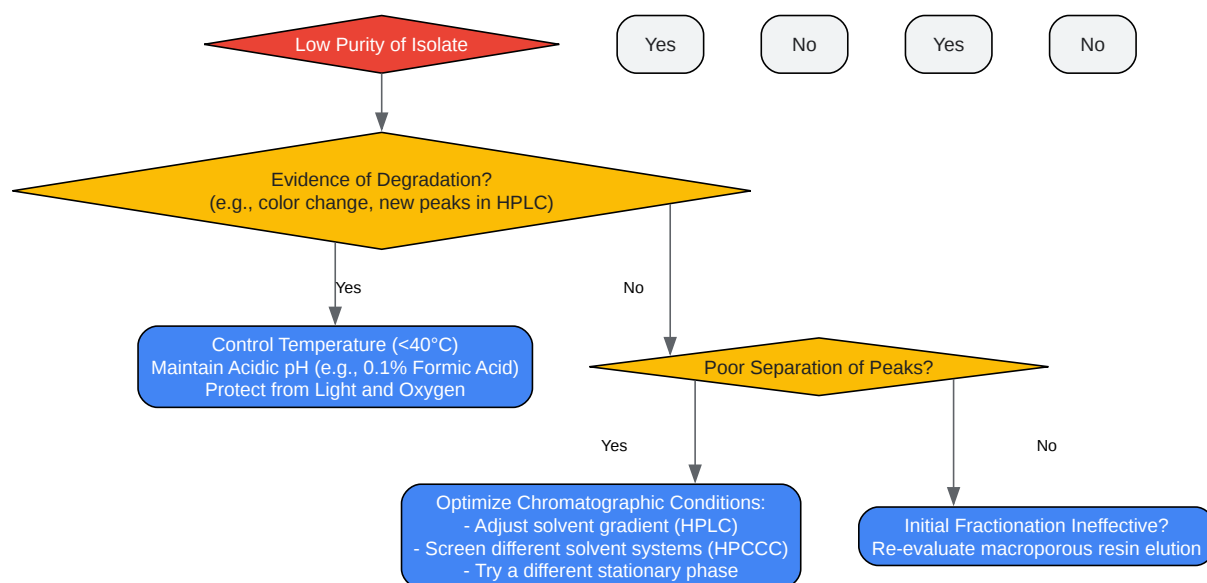 Low Purity of Isolate
Yes
No
Yes
No
Evidence of Degradation?
(e.g., color change, new peaks in HPLC)
Yes
No
Control Temperature (<40°C)
Maintain Acidic pH (e.g., 0.1% Formic Acid)
Protect from Light and Oxygen
Poor Separation of Peaks?
Yes
No
Optimize Chromatographic Conditions:
- Adjust solvent gradient (HPLC)
- Screen different solvent systems (HPCCC)
- Try a different stationary phase
Initial Fractionation Ineffective?
Re-evaluate macroporous resin elution